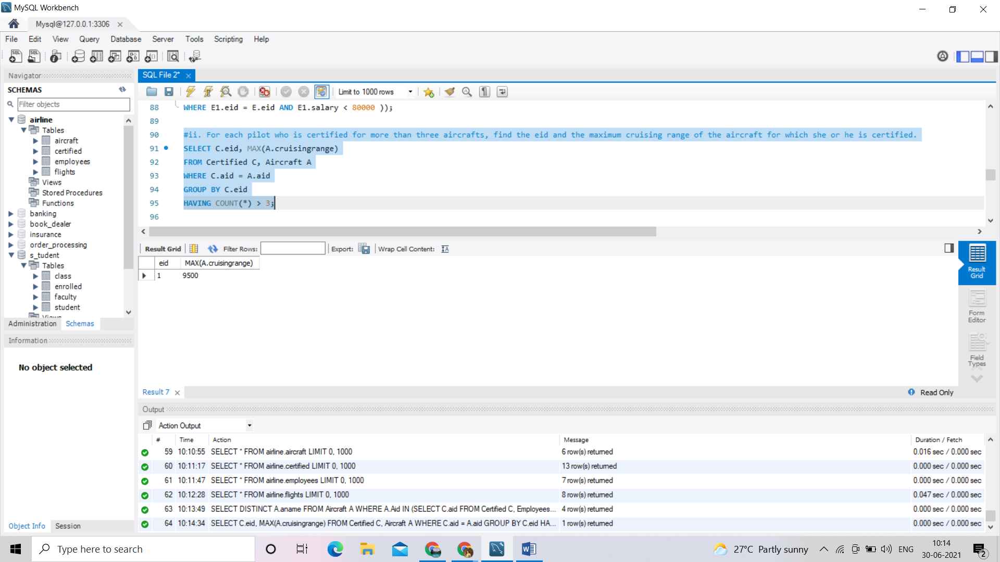 MySQL Workbench
Mysql@127.0.0.1:3306
File Edit View Query Database Server Tools Scripting Help
Navigator
SCHEMAS
Filter objects
airline
Tables
aircraft
certified
employees
flights
Views
Stored Procedures
Functions
banking
book_dealer
insurance
order_processing
s_tudent
Tables
class
enrolled
faculty
student
Views
Administration Schemas
Information
No object selected
Object Info Session
SQL File 2*
Limit to 1000 rows
88 WHERE E1.eid = E.eid AND E1.salary < 80000 ));
89
90 #ii. For each pilot who is certified for more than three aircrafts, find the eid and the maximum cruising range of the aircraft for which she or he is certified.
91 SELECT C.eid, MAX(A.cruisingrange)
92 FROM Certified C, Aircraft A
93 WHERE C.aid = A.aid
94 GROUP BY C.eid
95 HAVING COUNT(*) > 3;
96
Result Grid Filter Rows: Export: Wrap Cell Content:
eid MAX(A.cruisingrange)
1 9500
Result Grid
Form Editor
Field Types
Result 7 Read Only
Output
Action Output
# Time Action Message Duration / Fetch
59 10:10:55 SELECT * FROM airline.aircraft LIMIT 0, 1000 6 row(s) returned 0.016 sec / 0.000 sec
60 10:11:17 SELECT * FROM airline.certified LIMIT 0, 1000 13 row(s) returned 0.000 sec / 0.000 sec
61 10:11:47 SELECT * FROM airline.employees LIMIT 0, 1000 7 row(s) returned 0.000 sec / 0.000 sec
62 10:12:28 SELECT * FROM airline.flights LIMIT 0, 1000 8 row(s) returned 0.047 sec / 0.000 sec
63 10:13:49 SELECT DISTINCT A.aname FROM Aircraft A WHERE A.Aid IN (SELECT C.aid FROM Certified C, Employees... 4 row(s) returned 0.000 sec / 0.000 sec
64 10:14:34 SELECT C.eid, MAX(A.cruisingrange) FROM Certified C, Aircraft A WHERE C.aid = A.aid GROUP BY C.eid HA... 1 row(s) returned 0.000 sec / 0.000 sec
Type here to search
27°C Partly sunny
ENG
10:14
30-06-2021
2